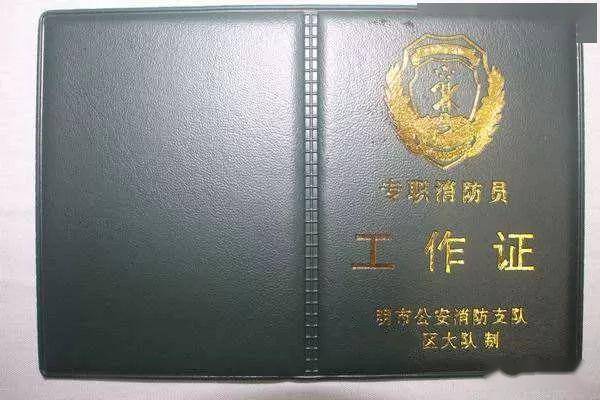 专职消防员
工作证
明市公安消防支队
区大队 制